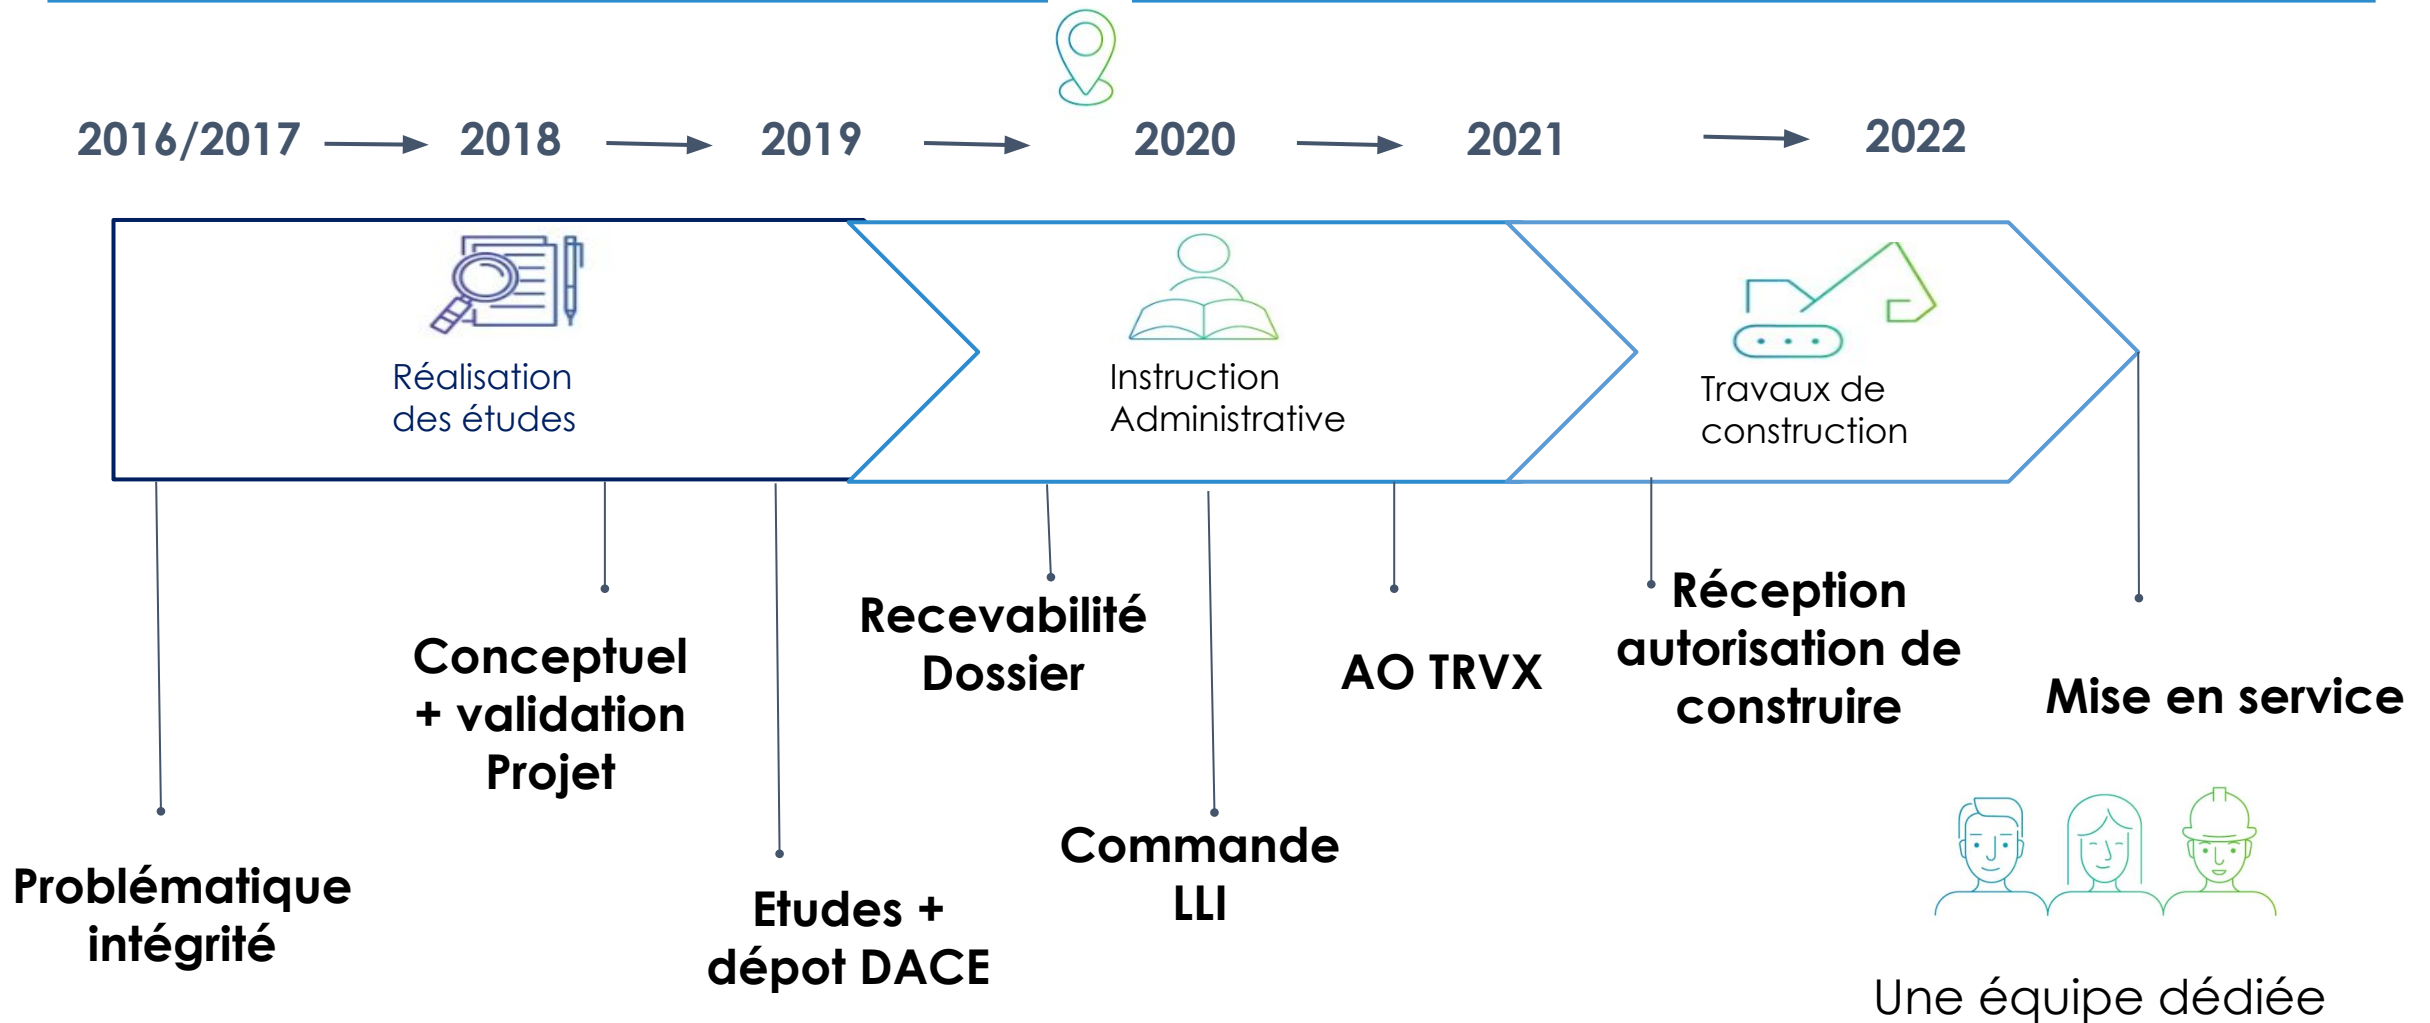 2016/2017 2018 2019 2020 2021 2022
Réalisation
des études
Instruction
Administrative
Travaux de
construction
Problématique
intégrité
Conceptuel
+ validation
Projet
Etudes +
dépot DACE
Recevabilité
Dossier
Commande
LLI
AO TRVX
Réception
autorisation de
construire
Mise en service
Une équipe dédiée